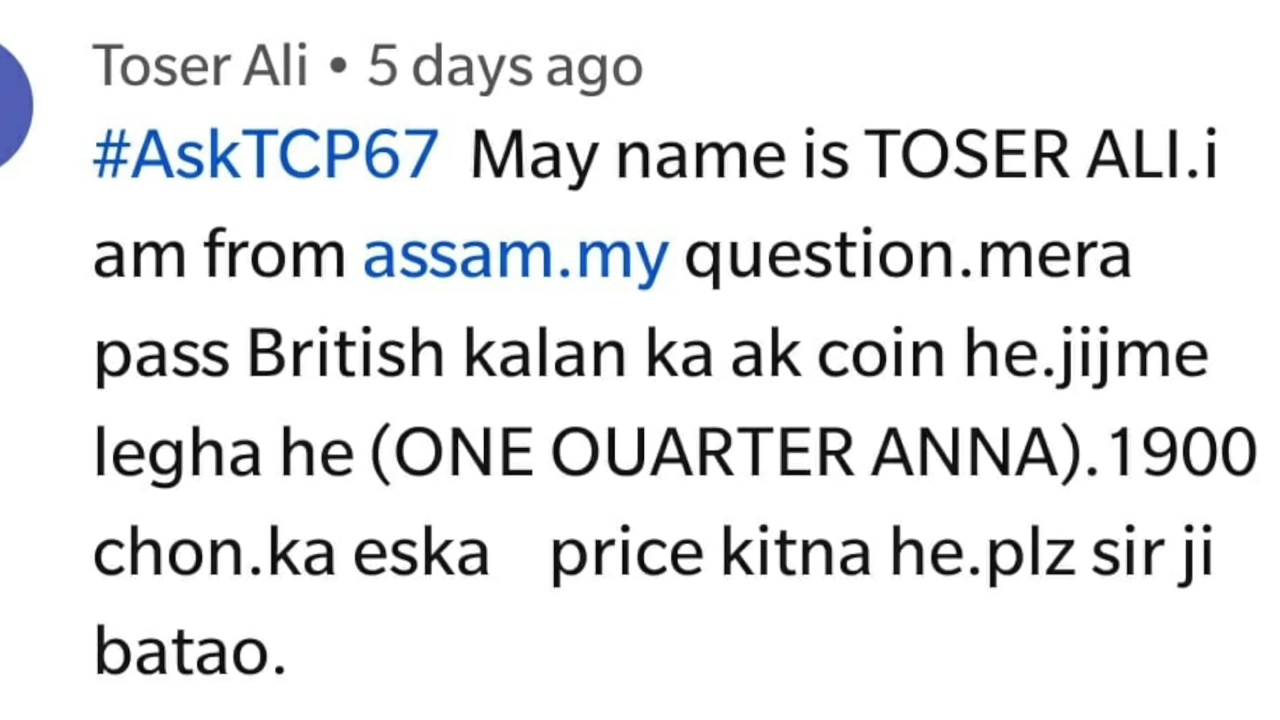 Toser Ali • 5 days ago
#AskTCP67 May name is TOSER ALI.i
am from assam.my question.mera
pass British kalan ka ak coin he.jijme
legha he (ONE OUARTER ANNA).1900
chon.ka eska price kitna he.plz sir ji
batao.